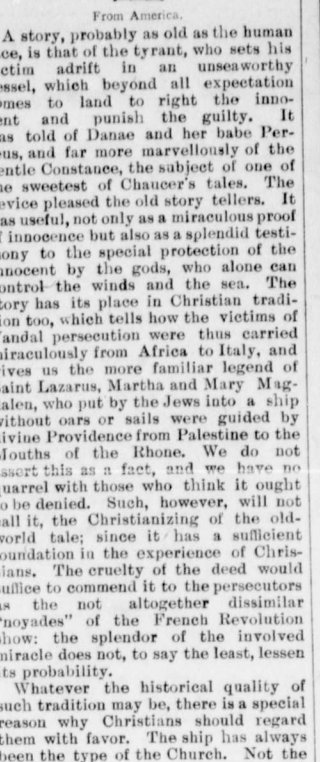 From America.
A story, probably as old as the human
ce, is that of the tyrant, who sets his
ctim adrift in an unseaworthy
ssel, which beyond all expectation
mes to land to right the inno-
ent and punish the guilty. It
as told of Danae and her babe Per-
us, and far more marvellously of the
entle Constance, the subject of one of
e sweetest of Chaucer's tales. The
evice pleased the old story tellers. It
as useful, not only as a miraculous proof
f innocence but also as a splendid testi-
ony to the special protection of the
nnocent by the gods, who alone can
ontrol the winds and the sea. The
tory has its place in Christian tradi-
ion too, which tells how the victims of
andal persecution were thus carried
iraculously from Africa to Italy, and
ives us the more familiar legend of
aint Lazarus, Martha and Mary Mag-
alen, who put by the Jews into a ship
ithout oars or sails were guided by
ivine Providence from Palestine to the
Mouths of the Rhone. We do not
ssert this as a fact, and we have no
uarrel with those who think it ought
o be denied. Such, however, will not
all it, the Christianizing of the old-
world tale; since it has a sufficient
oundation in the experience of Chris-
ians. The cruelty of the deed would
uffice to commend it to the persecutors
as the not altogether dissimilar
"noyades" of the French Revolution
show: the splendor of the involved
miracle does not, to say the least, lessen
its probability.
Whatever the historical quality of
such tradition may be, there is a special
reason why Christians should regard
them with favor. The ship has always
been the type of the Church. Not the